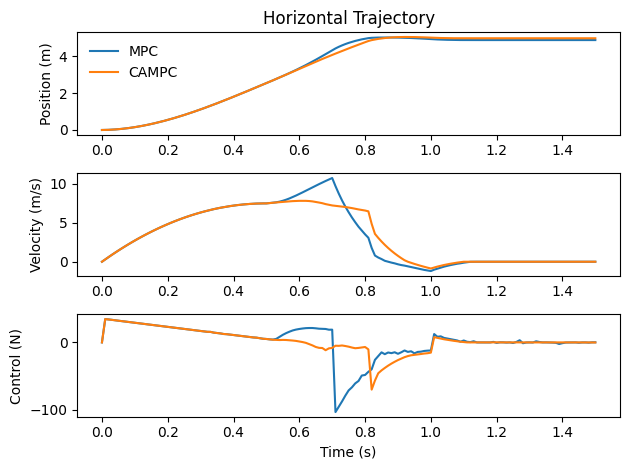 Horizontal Trajectory
Position (m)
4
2
0
MPC
CAMPC
0.0 0.2 0.4 0.6 0.8 1.0 1.2 1.4
Velocity (m/s)
10
5
0
0.0 0.2 0.4 0.6 0.8 1.0 1.2 1.4
Control (N)
0
−100
0.0 0.2 0.4 0.6 0.8 1.0 1.2 1.4
Time (s)